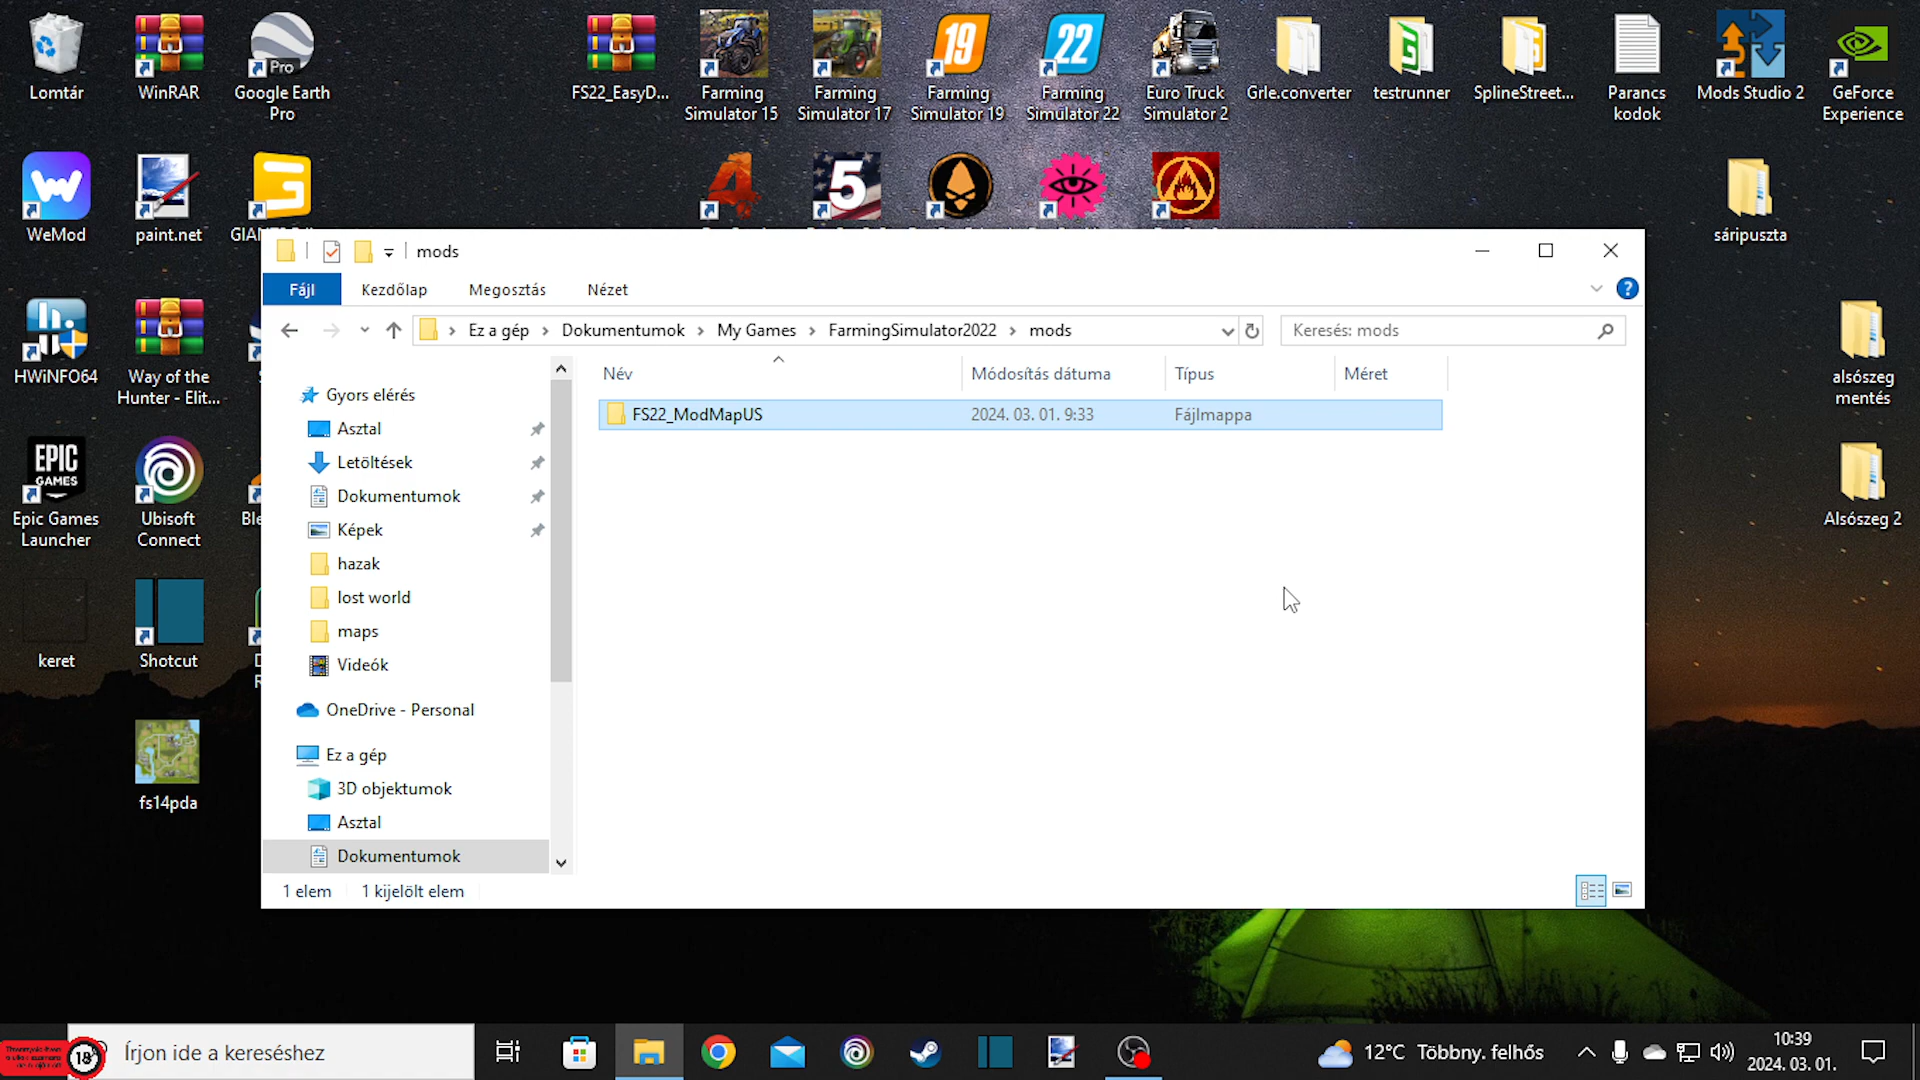 Lomtár
WinRAR
Google Earth
Pro
Pro
FS22_EasyD...
Farming
Simulator 15
Farming
Simulator 17
19
Farming
Simulator 19
22
Farming
Simulator 22
Euro Truck
Simulator 2
Grle.converter
testrunner
SplineStreet...
Parancs
kodok
Mods Studio 2
GeForce
Experience
WeMod
paint.net
4
5
sáripuszta
HWiNFO64
Way of the
Hunter - Elit...
alsószeg
mentés
EPIC
GAMES
Epic Games
Launcher
Ubisoft
Connect
Alsószeg 2
keret
Shotcut
fs14pda
mods
Fájl
Kezdőlap
Megosztás
Nézet
Ez a gép
Dokumentumok
My Games
FarmingSimulator2022
mods
Keresés: mods
Név
Módosítás dátuma
Típus
Méret
FS22_ModMapUS
2024. 03. 01. 9:33
Fájlmappa
Gyors elérés
Asztal
Letöltések
Dokumentumok
Képek
hazak
lost world
maps
Videók
OneDrive - Personal
Ez a gép
3D objektumok
Asztal
Dokumentumok
1 elem
1 kijelölt elem
18
Írjon ide a kereséshez
12°C Többny. felhős
10:39
2024. 03. 01.